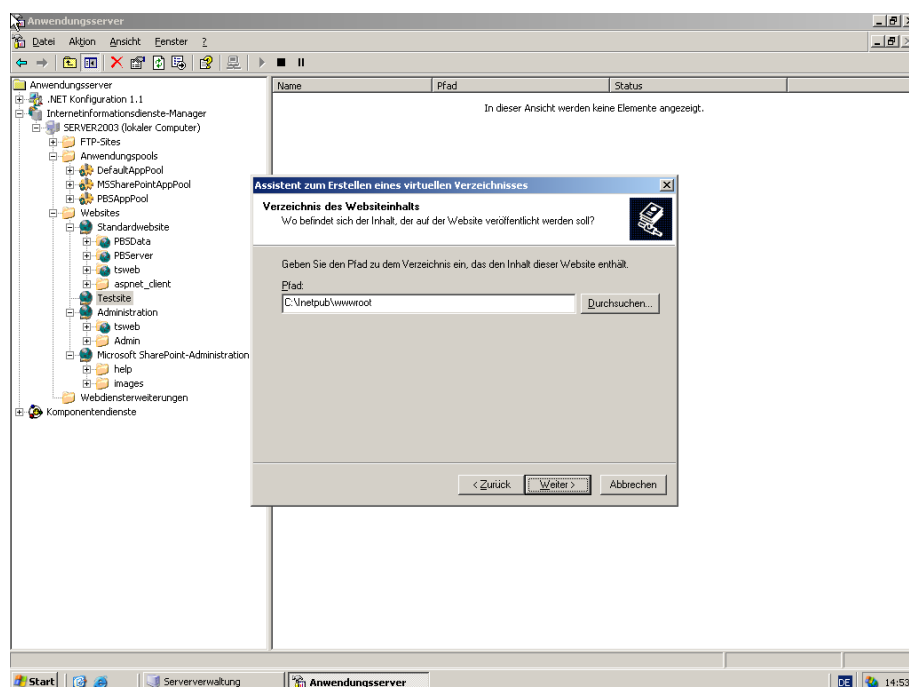 Anwendungsserver
Datei Aktion Ansicht Fenster ?
Anwendungsserver
.NET Konfiguration 1.1
Internetinformationsdienste-Manager
SERVER2003 (lokaler Computer)
FTP-Sites
Anwendungspools
DefaultAppPool
MSSharePointAppPool
PBSAppPool
Websites
Standardwebsite
PBSData
PBServer
tsweb
aspnet_client
Testsite
Administration
tsweb
Admin
Microsoft SharePoint-Administration
help
images
Webdiensterweiterungen
Komponentendienste
Name Pfad Status
In dieser Ansicht werden keine Elemente angezeigt.
Assistent zum Erstellen eines virtuellen Verzeichnisses
Verzeichnis des Websiteinhalts
Wo befindet sich der Inhalt, der auf der Website veröffentlicht werden soll?
Geben Sie den Pfad zu dem Verzeichnis ein, das den Inhalt dieser Website enthält.
Pfad:
C:\Inetpub\wwwroot
Durchsuchen...
< Zurück Weiter > Abbrechen
Start Serververwaltung Anwendungsserver DE 14:53